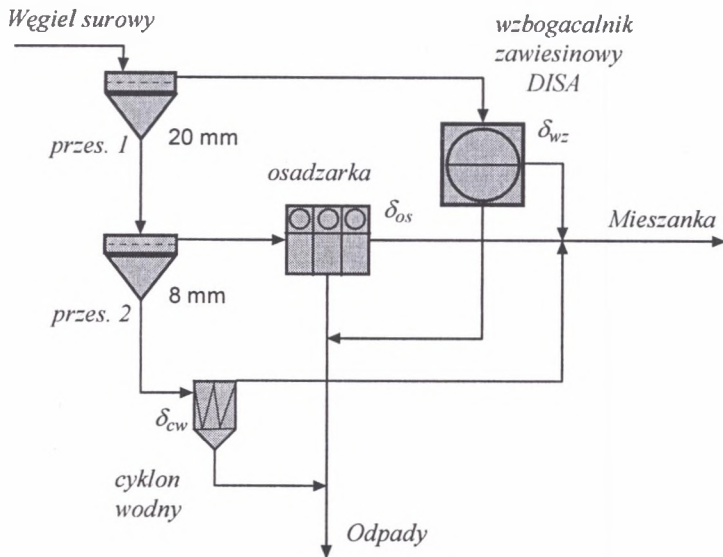 Węgiel surowy
wzbogacalnik
zawiesinowy
DISA
przes. 1
20 mm
δwz
osadzarka
δos
Mieszanka
przes. 2
8 mm
δcw
cyklon
wodny
Odpady